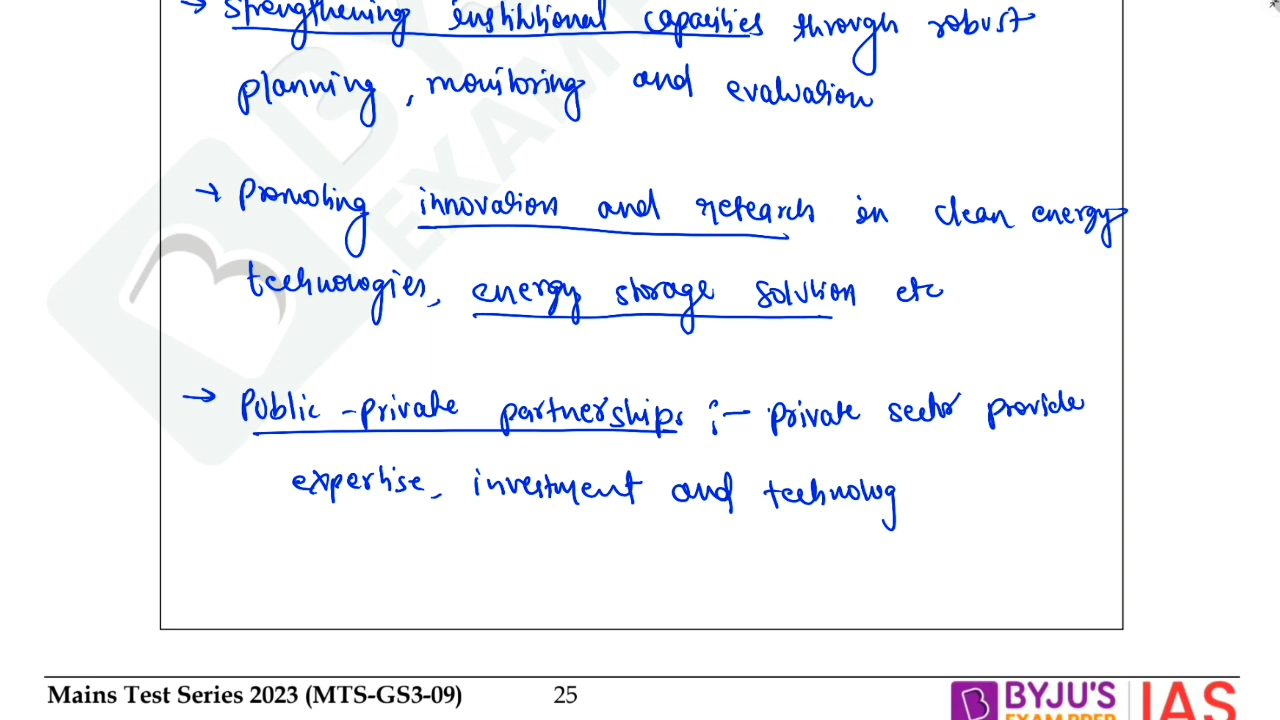 → Strengthening institutional capacities through robust
planning, monitoring and evaluation
→ Promoting innovation and research in clean energy
technologies, energy storage solution etc
→ Public-private partnerships :- private sector provide
expertise, investment and technolog
Mains Test Series 2023 (MTS-GS3-09) 25
BYJU'S IAS
EXAM PREP